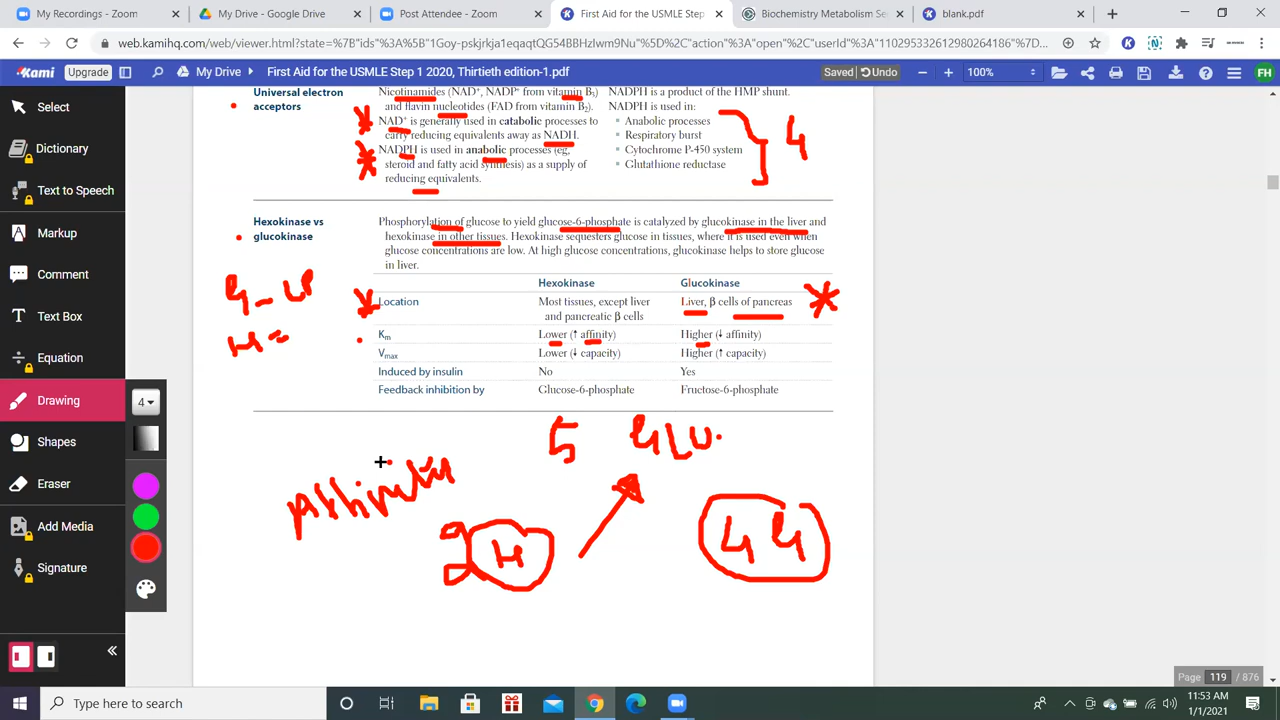 My Recordings - Zoom
My Drive - Google Drive
Post Attendee - Zoom
First Aid for the USMLE Step
Biochemistry Metabolism Se
blank.pdf
web.kamihq.com/web/viewer.html?state=%7B"ids"%3A%5B"1Goy-pskjrkja1eqaqtQG54BBHzIwm9Nu"%5D%2C"action"%3A"open"%2C"userId"%3A"110295332612980264186"%7D...
Kami
Upgrade
My Drive
First Aid for the USMLE Step 1 2020, Thirtieth edition-1.pdf
Saved
Undo
100%
Select
Dictionary
Text to Speech
Markup
Comment
Text Box
Equation
Drawing
4
Shapes
Eraser
Add Media
Signature
Universal electron
acceptors
Nicotinamides (NAD+, NADP+ from vitamin B3)
and flavin nucleotides (FAD from vitamin B2).
NAD+ is generally used in catabolic processes to
carry reducing equivalents away as NADH.
NADPH is used in anabolic processes (eg,
steroid and fatty acid synthesis) as a supply of
reducing equivalents.
NADPH is a product of the HMP shunt.
NADPH is used in:
Anabolic processes
Respiratory burst
Cytochrome P-450 system
Glutathione reductase
4
Hexokinase vs
glucokinase
Phosphorylation of glucose to yield glucose-6-phosphate is catalyzed by glucokinase in the liver and
hexokinase in other tissues. Hexokinase sequesters glucose in tissues, where it is used even when
glucose concentrations are low. At high glucose concentrations, glucokinase helps to store glucose
in liver.
Hexokinase Glucokinase
Location Most tissues, except liver
and pancreatic β cells Liver, β cells of pancreas
Km Lower (↑ affinity) Higher (↓ affinity)
Vmax Lower (↓ capacity) Higher (↑ capacity)
Induced by insulin No Yes
Feedback inhibition by Glucose-6-phosphate Fructose-6-phosphate
5 GLU.
H
Page 119 / 876
Type here to search
11:53 AM
1/1/2021